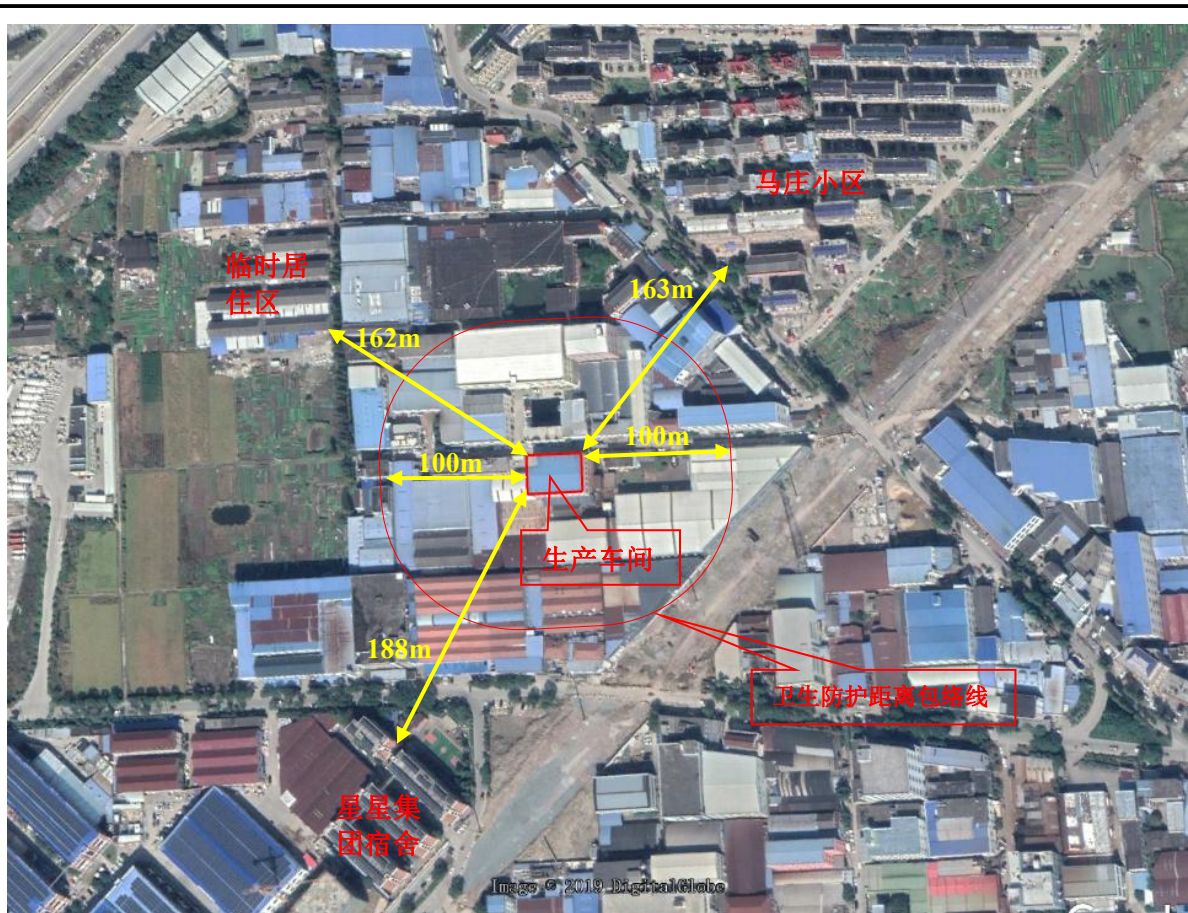 马庄小区
临时居
住区
163m
162m
100m
100m
生产车间
188m
卫生防护距离包络线
星星集
团宿舍
Image © 2019 DigitalGlobe